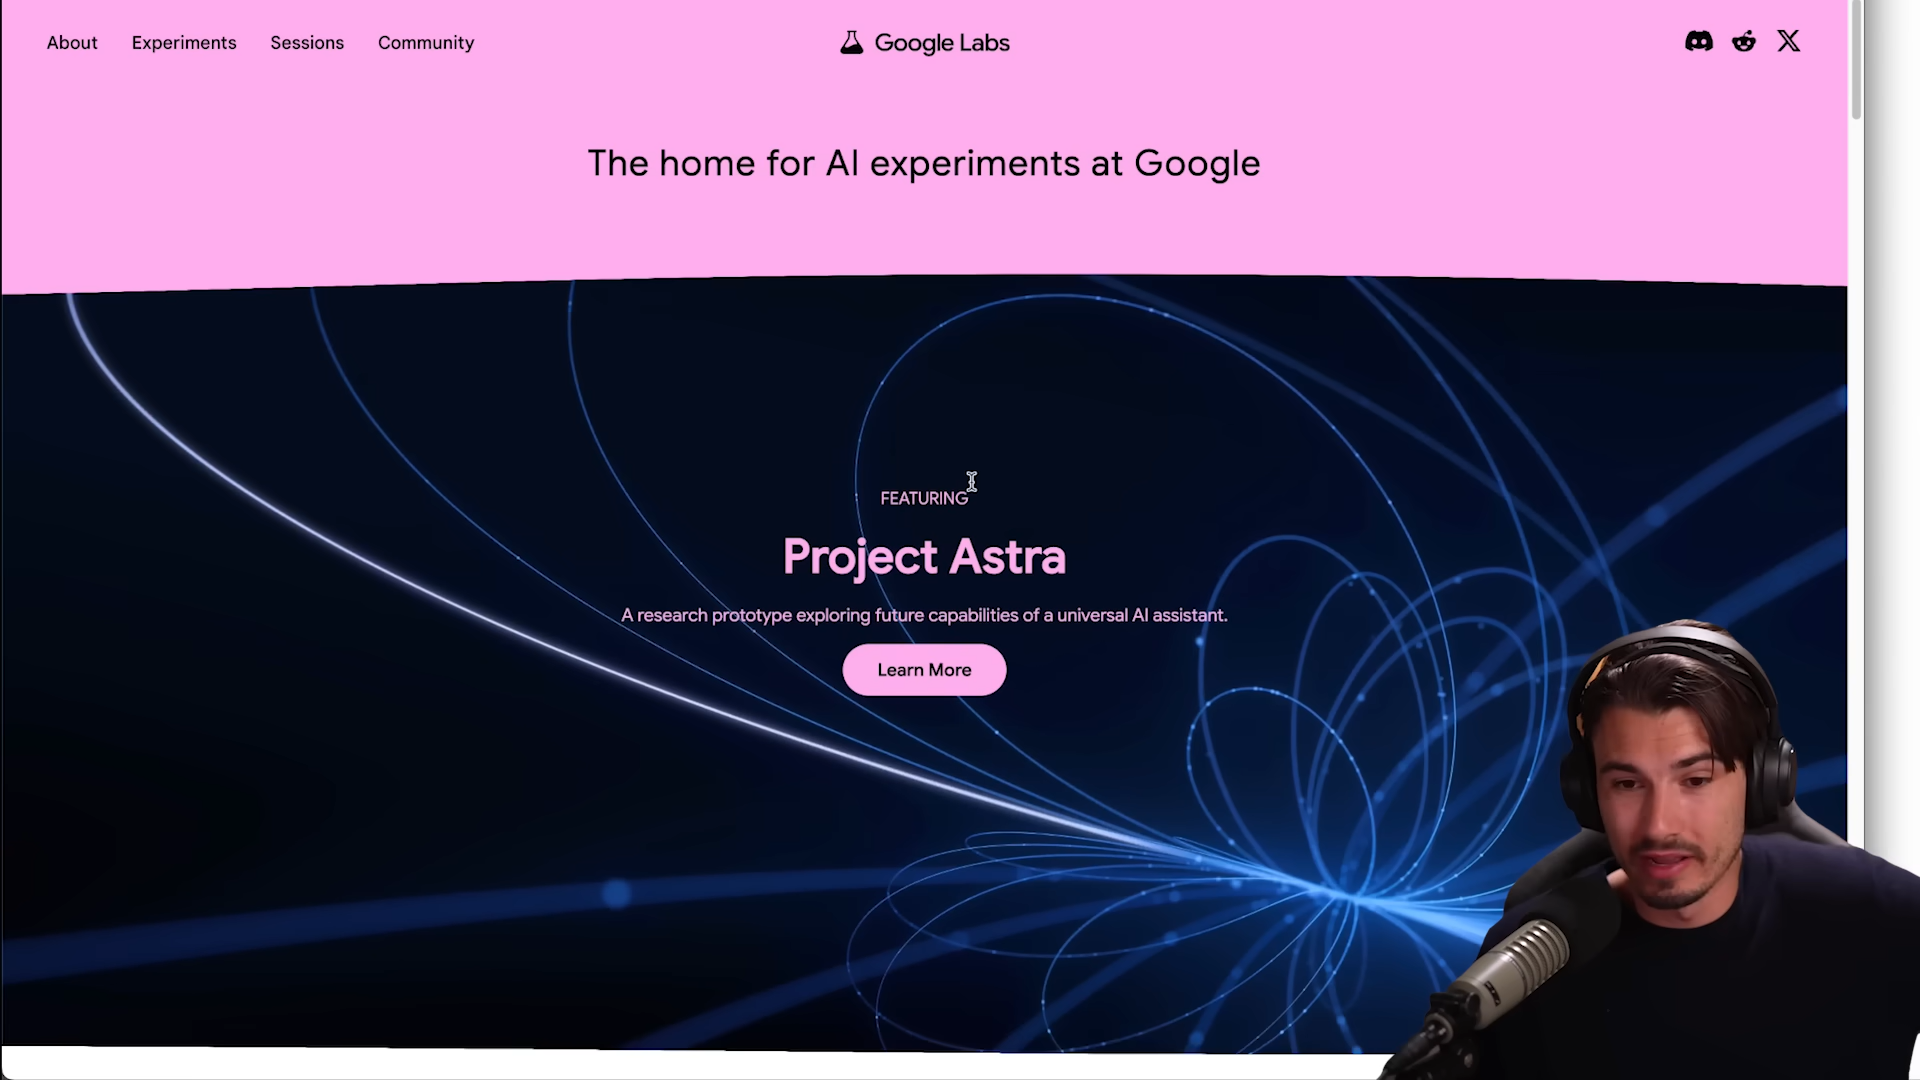 About Experiments Sessions Community Google Labs
The home for AI experiments at Google
FEATURING
Project Astra
A research prototype exploring future capabilities of a universal AI assistant.
Learn More